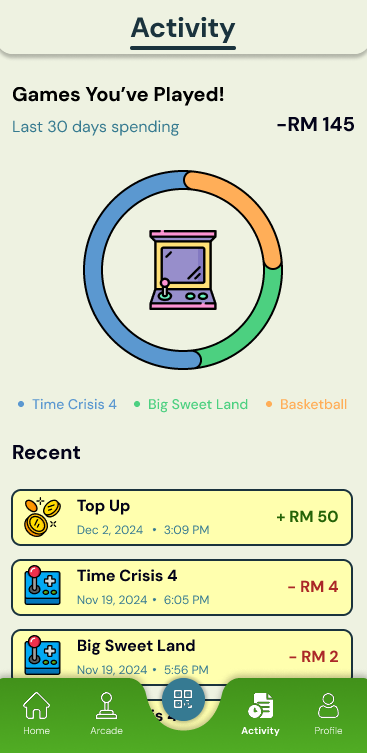 Activity
Games You’ve Played!
Last 30 days spending -RM 145
Time Crisis 4 Big Sweet Land Basketball
Recent
Top Up
+ RM 50
Dec 2, 2024 • 3:09 PM
Time Crisis 4
- RM 4
Nov 19, 2024 • 6:05 PM
Big Sweet Land
- RM 2
Nov 19, 2024 • 5:56 PM
Home Arcade Activity Profile